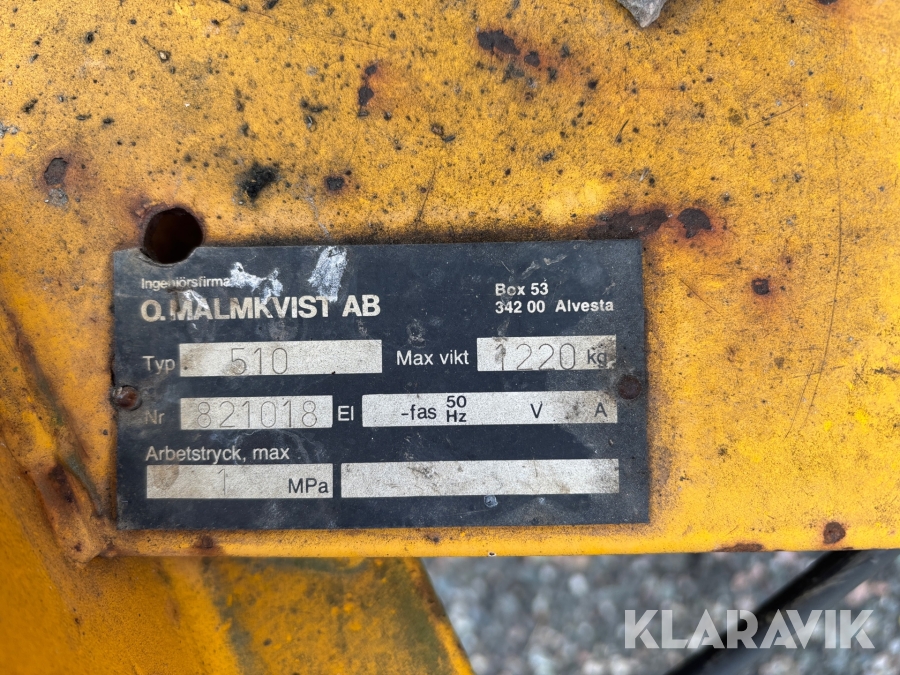 Ingenjörsfirma
O. MALMKVIST AB
Box 53
342 00 Alvesta
Typ 510 Max vikt 1220 kg
Nr 821018 El -fas 50 Hz V A
Arbetstryck, max
1 MPa
KLARAVIK